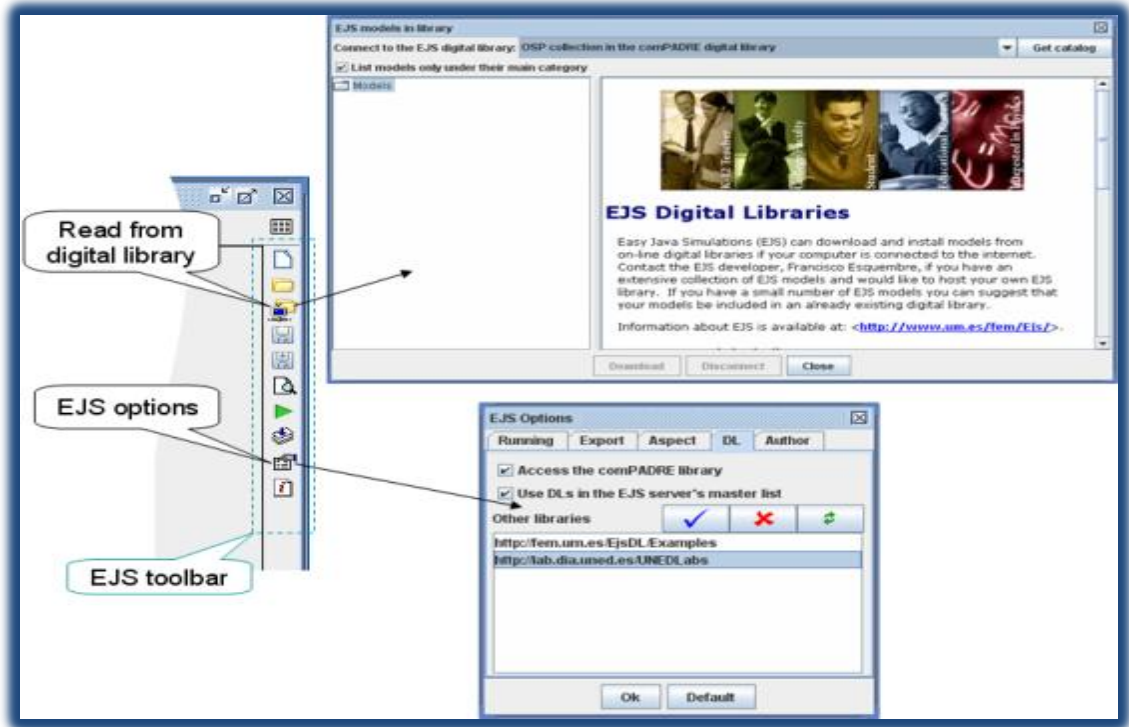 EJS models in library
Connect to the EJS digital library: OSP collection in the comPADRE digital library
Get catalog
List models only under their main category
Models
K-12 Teacher
Student
EJS Digital Libraries
Easy Java Simulations (EJS) can download and install models from
on-line digital libraries if your computer is connected to the internet.
Contact the EJS developer, Francisco Esquembre, if you have an
extensive collection of EJS models and would like to host your own EJS
library. If you have a small number of EJS models you can suggest that
your models be included in an already existing digital library.
Information about EJS is available at: <http://www.um.es/fem/Ejs/>.
Download
Disconnect
Close
Read from
digital library
EJS options
EJS toolbar
EJS Options
Running
Export
Aspect
DL
Author
Access the comPADRE library
Use DLs in the EJS server's master list
Other libraries
http://fem.um.es/EjsDL/Examples
http://lab.dia.uned.es/UNEDLabs
Ok
Default